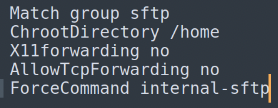 Match group sftp
ChrootDirectory /home
X11forwarding no
AllowTcpForwarding no
ForceCommand internal-sftp